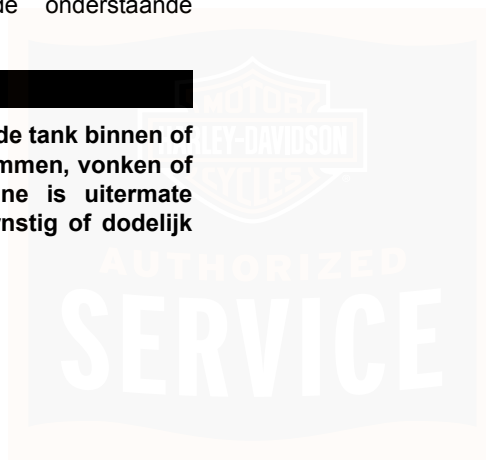 de onderstaande
de tank binnen of
mmen, vonken of
ne is uitermate
nstig of dodelijk
MOTOR
HARLEY-DAVIDSON
CYCLES
AUTHORIZED
SERVICE